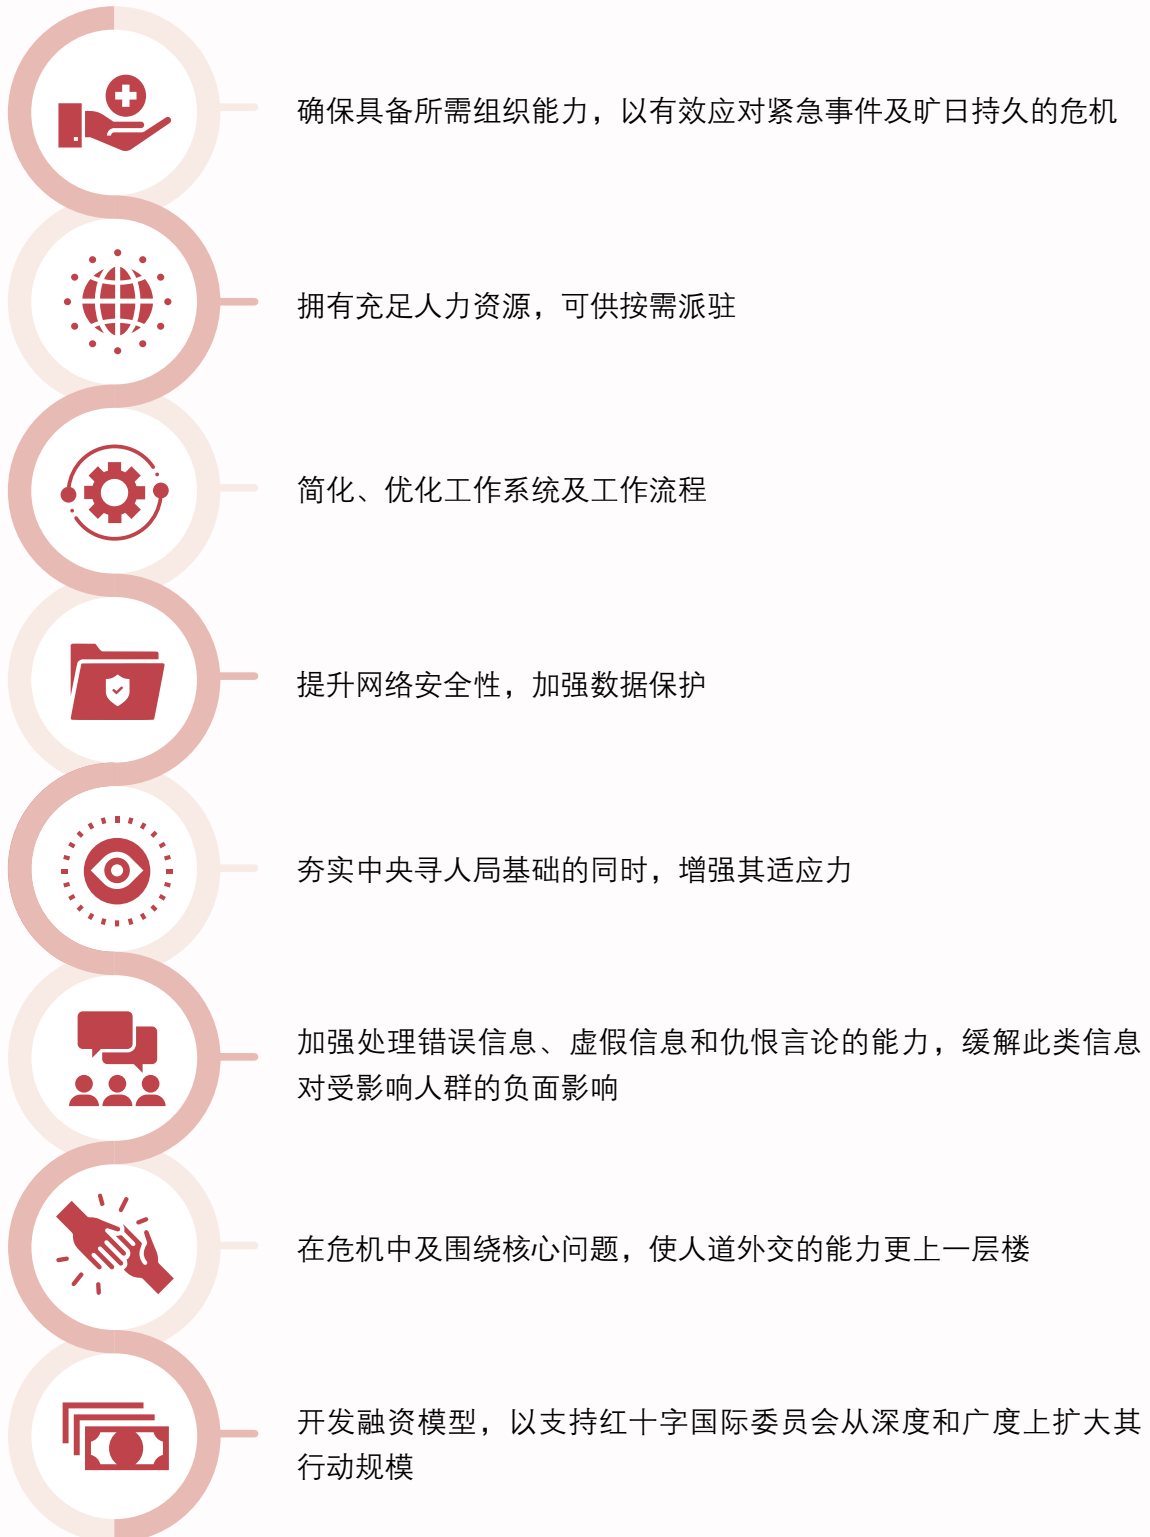 确保具备所需组织能力，以有效应对紧急事件及旷日持久的危机
拥有充足人力资源，可供按需派驻
简化、优化工作系统及工作流程
提升网络安全性，加强数据保护
夯实中央寻人局基础的同时，增强其适应力
加强处理错误信息、虚假信息和仇恨言论的能力，缓解此类信息
对受影响人群的负面影响
在危机中及围绕核心问题，使人道外交的能力更上一层楼
开发融资模型，以支持红十字国际委员会从深度和广度上扩大其
行动规模